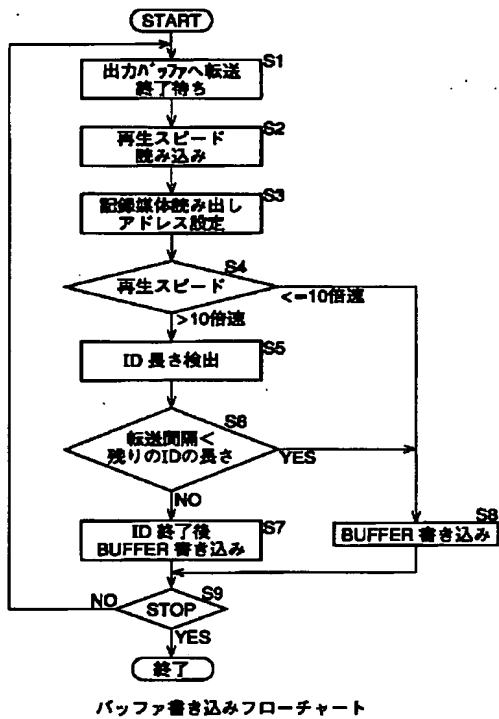 START
S1
出力バッファへ転送
終了待ち
S2
再生スピード
読み込み
S3
記録媒体読み出し
アドレス設定
S4
再生スピード
<=10倍速
>10倍速
S5
ID 長さ検出
S6
転送間隔<
残りのIDの長さ
YES
NO
S7
ID 終了後
BUFFER 書き込み
S8
BUFFER 書き込み
S9
NO
STOP
YES
終了
バッファ書き込みフローチャート